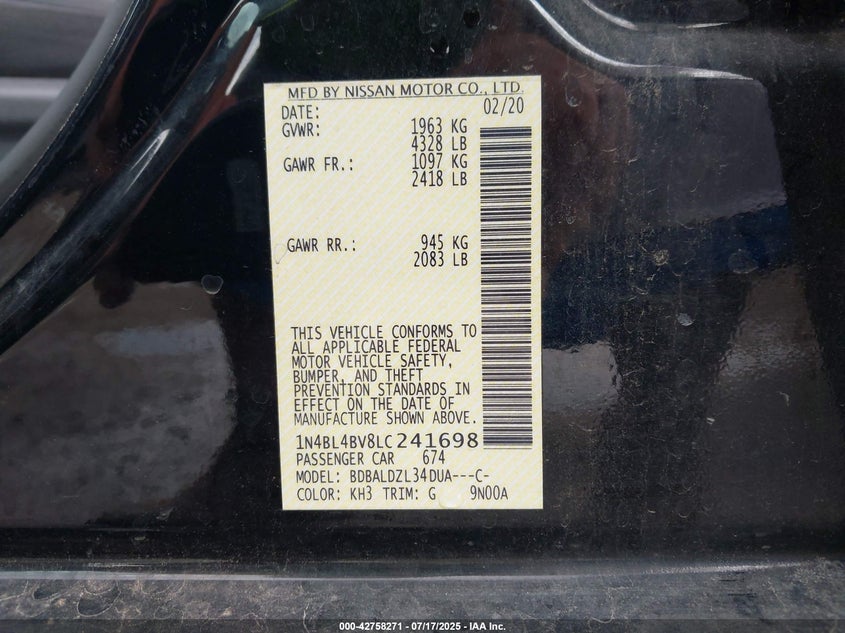 MFD BY NISSAN MOTOR CO., LTD.
DATE: 02/20
GVWR: 1963 KG
4328 LB
GAWR FR.: 1097 KG
2418 LB
GAWR RR.: 945 KG
2083 LB
THIS VEHICLE CONFORMS TO
ALL APPLICABLE FEDERAL
MOTOR VEHICLE SAFETY,
BUMPER, AND THEFT
PREVENTION STANDARDS IN
EFFECT ON THE DATE OF
MANUFACTURE SHOWN ABOVE.
1N4BL4BV8LC241698
PASSENGER CAR 674
MODEL: BDBALDZL34DUA---C-
COLOR: KH3 TRIM: G 9N00A
000-42758271 - 07/17/2025 - IAA Inc.